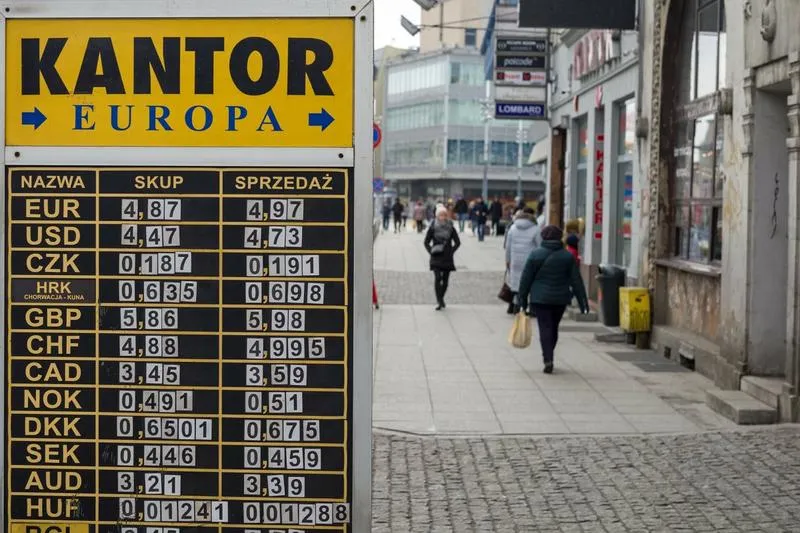 KANTOR
EUROPA
NAZWA SKUP SPRZEDAŻ
EUR 4,87 4,97
USD 4,47 4,73
CZK 0,187 0,191
HRK 0,635 0,698
CHORWACJA - KUNA
GBP 5,86 5,98
CHF 4,88 4,995
CAD 3,45 3,59
NOK 0,491 0,51
DKK 0,6501 0,675
SEK 0,446 0,459
AUD 3,21 3,39
HUF 0,01241 0,01288
LOMBARD
KANTOR